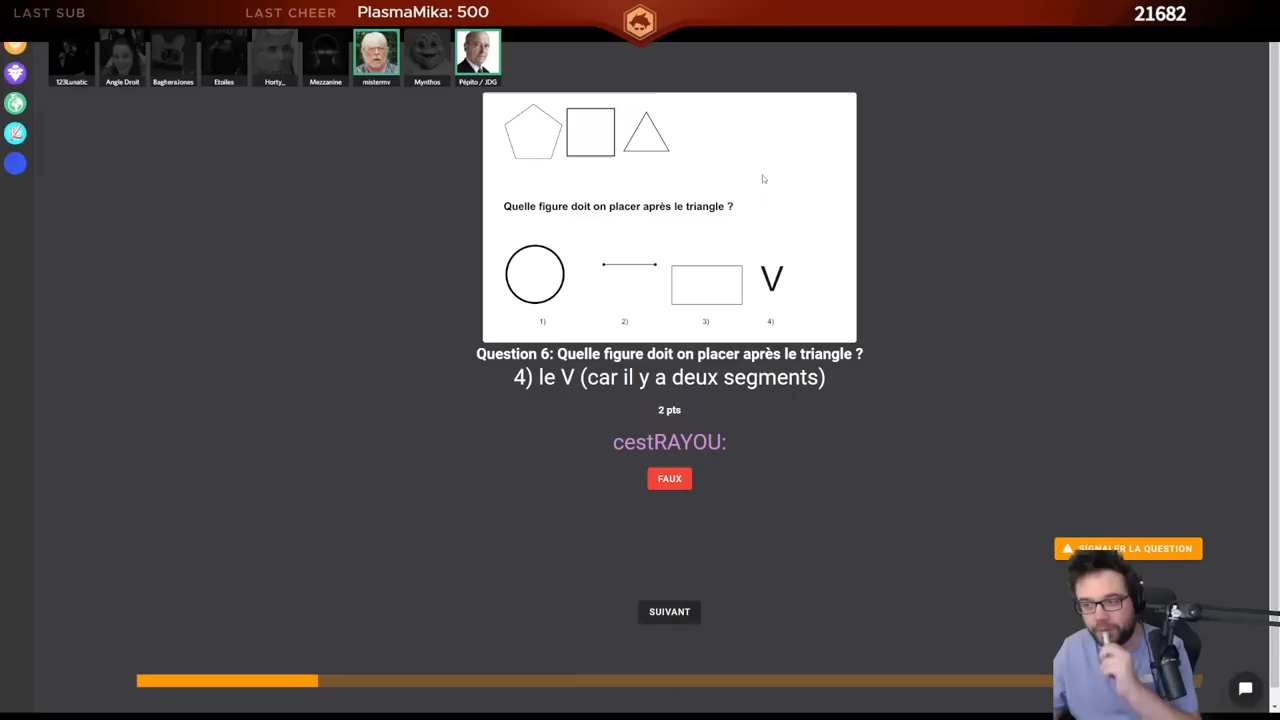 LAST SUB
LAST CHEER
PlasmaMika: 500
21682
123Lunatic
Angle Droit
BagheraJones
Etoiles
Horty_
Mezzanine
mistermv
Mynthos
Pépito / JDG
Quelle figure doit on placer après le triangle ?
V
1)
2)
3)
4)
Question 6: Quelle figure doit on placer après le triangle ?
4) le V (car il y a deux segments)
2 pts
cestRAYOU:
FAUX
SIGNALER LA QUESTION
SUIVANT